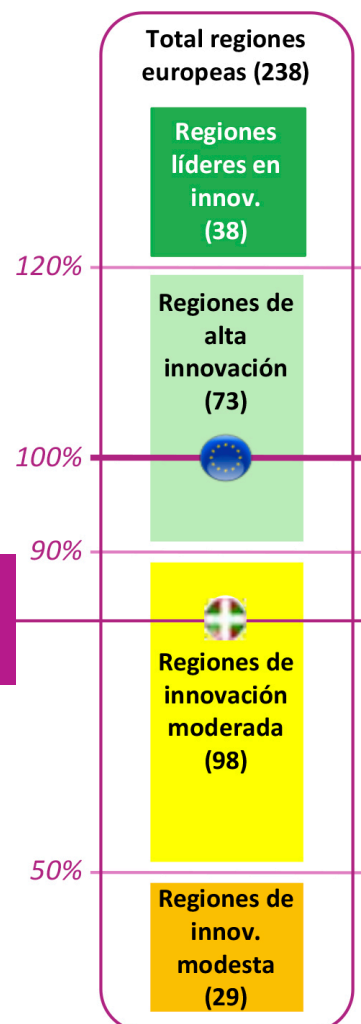 Total regiones
europeas (238)
Regiones
líderes en
innov.
(38)
120%
Regiones de
alta
innovación
(73)
100%
90%
Regiones de
innovación
moderada
(98)
50%
Regiones de
innov.
modesta
(29)